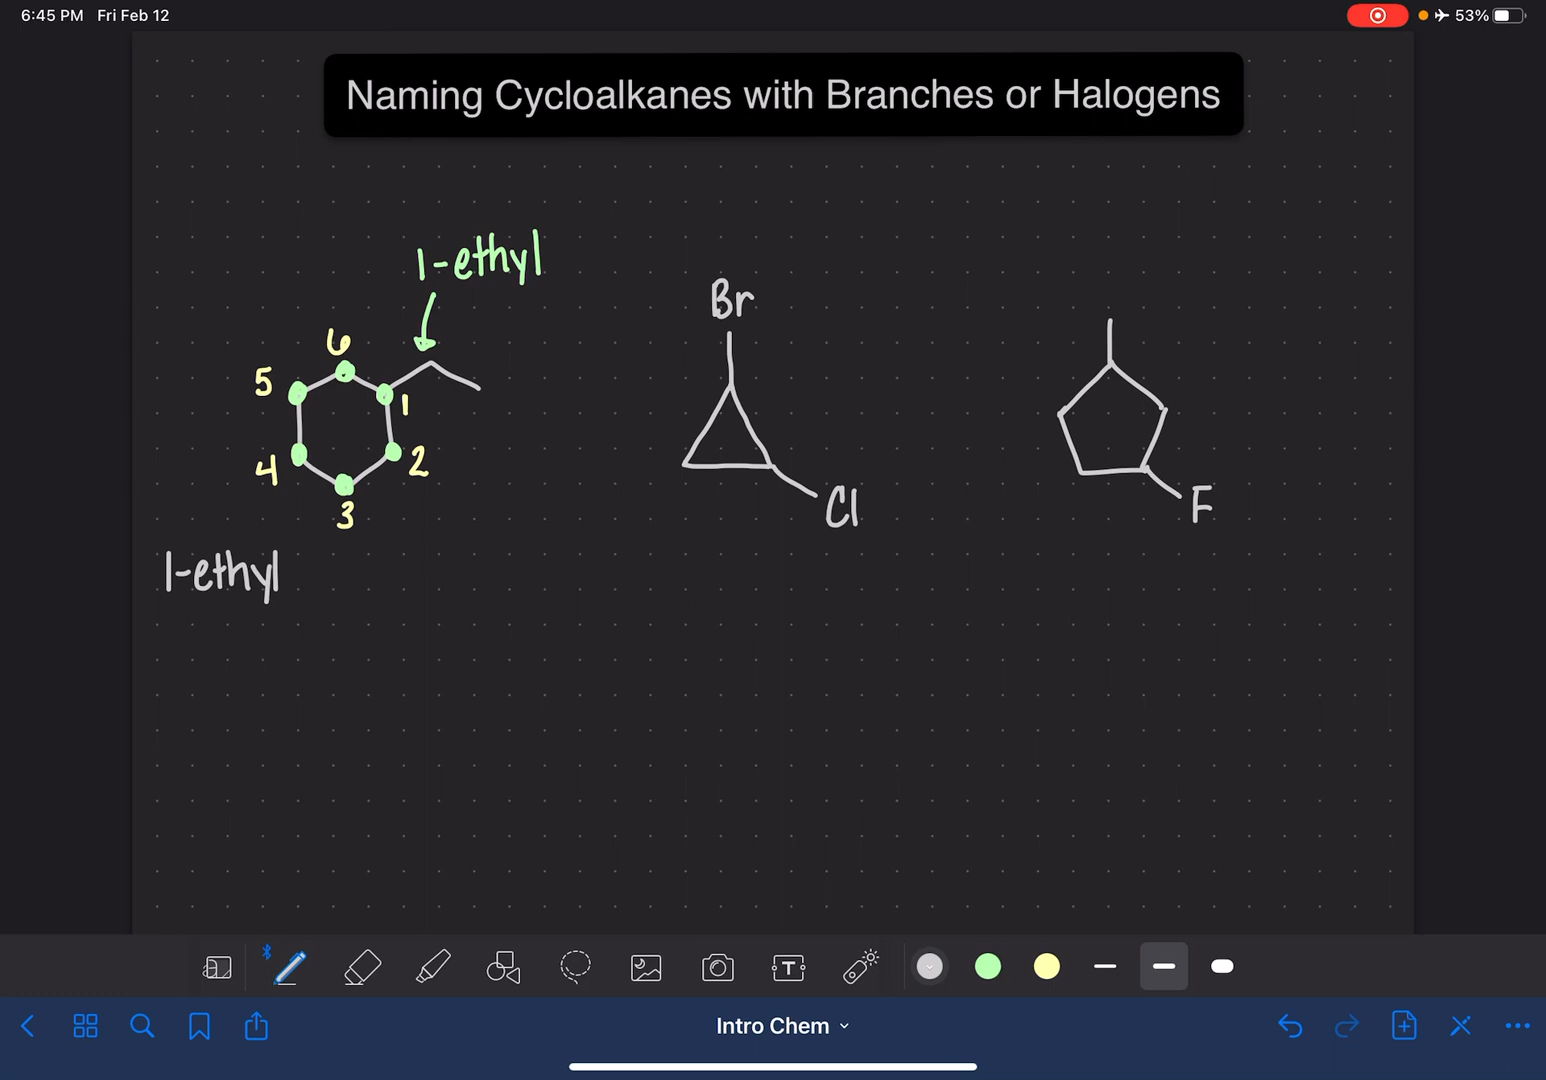 6:45 PM Fri Feb 12
53%
Naming Cycloalkanes with Branches or Halogens
1-ethyl
6
5
1
4
2
3
1-ethyl
Br
Cl
F
T
Intro Chem